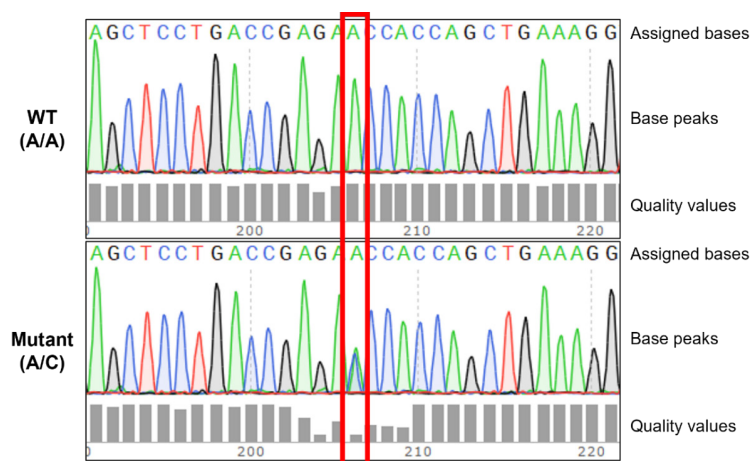 AGCTCCTGACCGAGAACCACCAGCTGAAAGG Assigned bases
WT
(A/A)
Base peaks
Quality values
200 210 220
AGCTCCTGACCGAGAACCACCAGCTGAAAGG Assigned bases
Mutant
(A/C)
Base peaks
Quality values
200 210 220